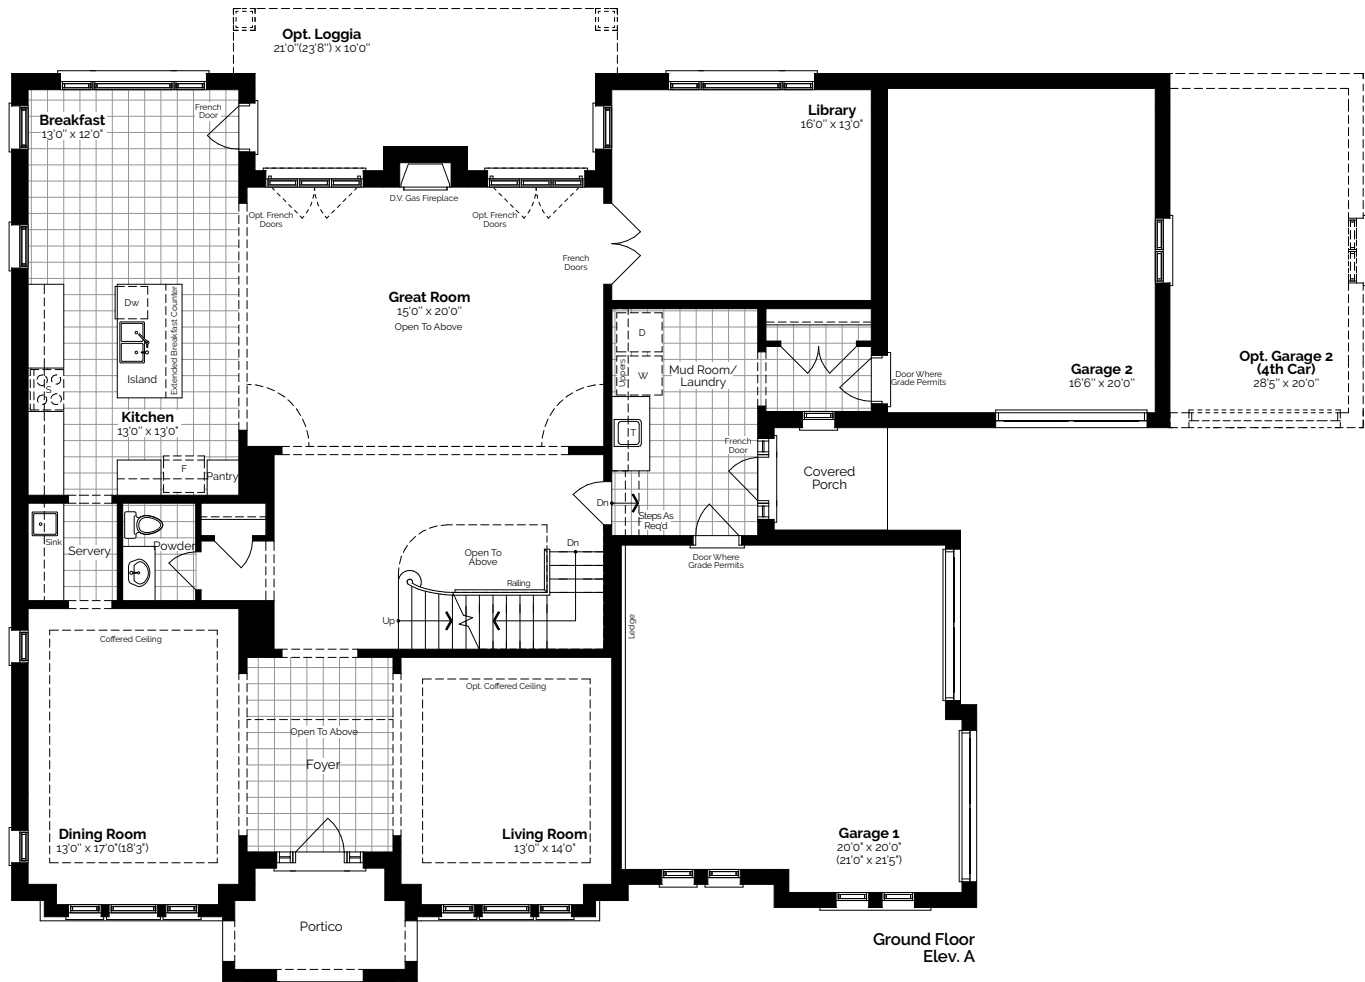 Opt. Loggia
21'0"(23'8") x 10'0"
Breakfast
13'0" x 12'0"
French
Door
Library
16'0" x 13'0"
D.V. Gas Fireplace
Opt. French
Doors
Opt. French
Doors
French
Doors
Great Room
15'0" x 20'0"
Open To Above
Dw
Extended Breakfast Counter
Island
S
Kitchen
13'0" x 13'0"
F
Pantry
D
W
Uppers
Mud Room/
Laundry
T
French
Door
Door Where
Grade Permits
Garage 2
16'6" x 20'0"
Opt. Garage 2
(4th Car)
28'5" x 20'0"
Covered
Porch
Dn
Steps As
Req'd
Sink
Servery
Powder
Open To
Above
Dn
Railing
Up
Door Where
Grade Permits
Ledge
Coffered Ceiling
Opt. Coffered Ceiling
Open To Above
Foyer
Dining Room
13'0" x 17'0"(18'3")
Living Room
13'0" x 14'0"
Garage 1
20'0" x 20'0"
(21'0" x 21'5")
Portico
Ground Floor
Elev. A